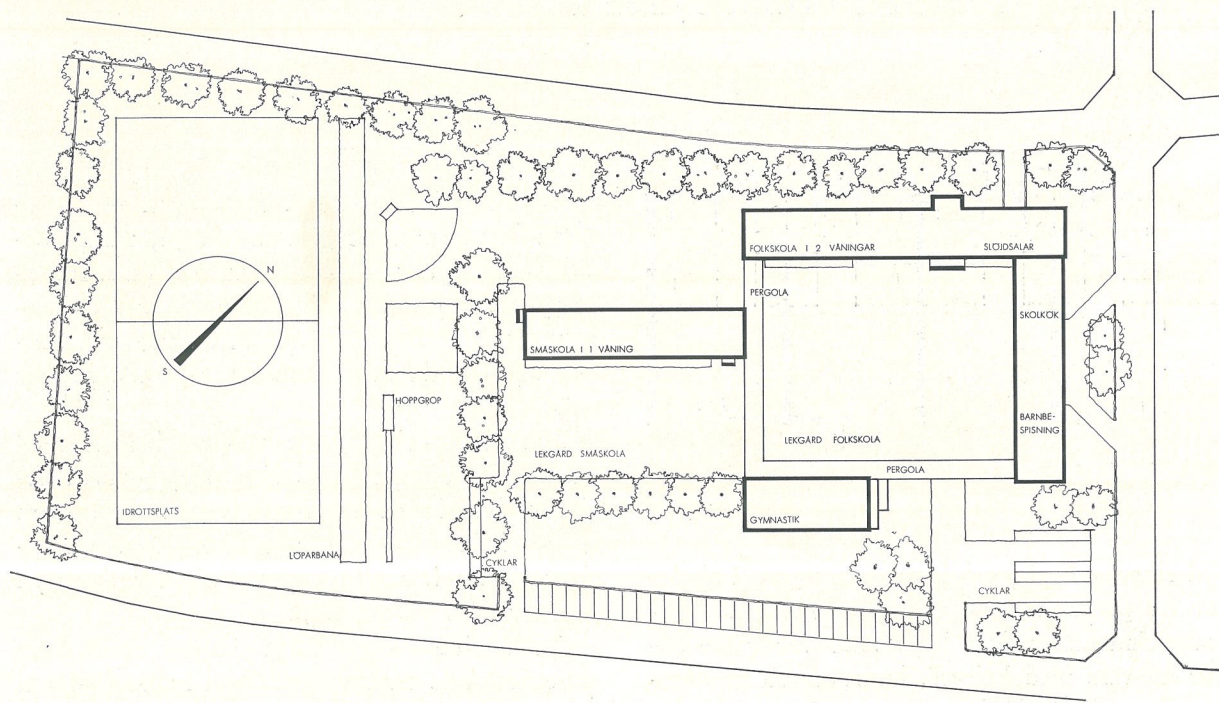 FOLKSKOLA I 2 VÅNINGAR
SLÖJDSALAR
N
PERGOLA
SKOLKÖK
SMÅSKOLA I 1 VÅNING
S
HOPPGROP
BARNBE-
SPISNING
LEKGÅRD FOLKSKOLA
LEKGÅRD SMÅSKOLA
PERGOLA
IDROTTSPLATS
GYMNASTIK
LÖPARBANA
CYKLAR
CYKLAR